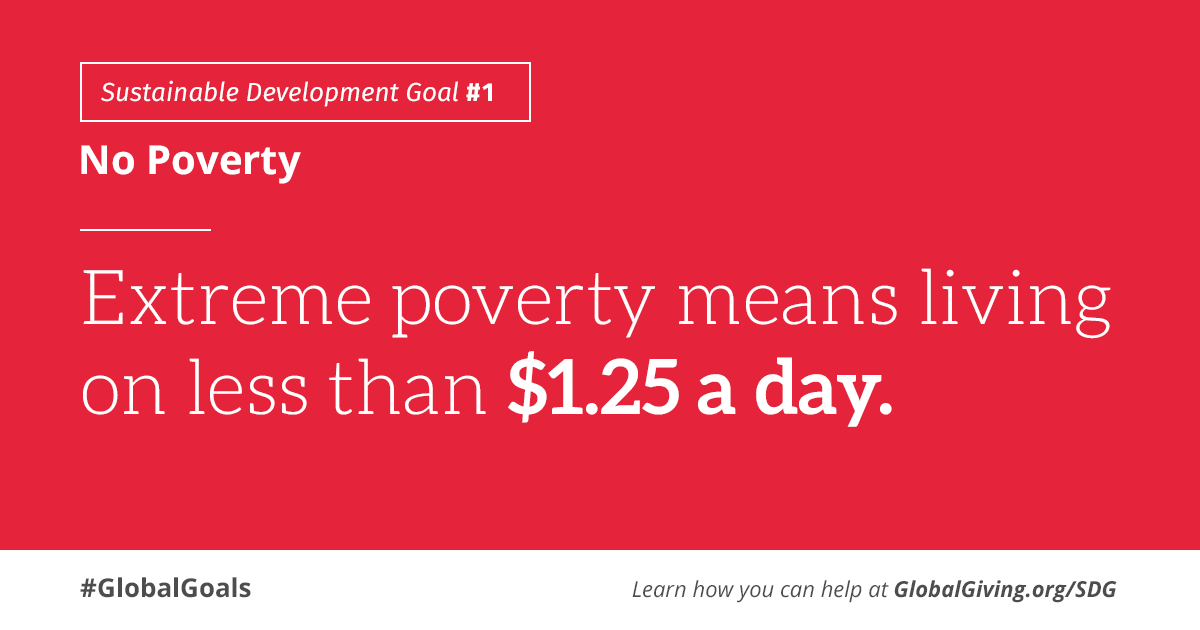 Sustainable Development Goal #1
No Poverty
Extreme poverty means living
on less than $1.25 a day.
#GlobalGoals
Learn how you can help at GlobalGiving.org/SDG